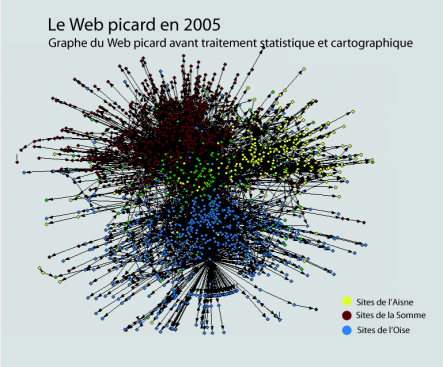 Le Web picard en 2005
Graphe du Web picard avant traitement statistique et cartographique
Sites de l'Aisne
Sites de la Somme
Sites de l'Oise